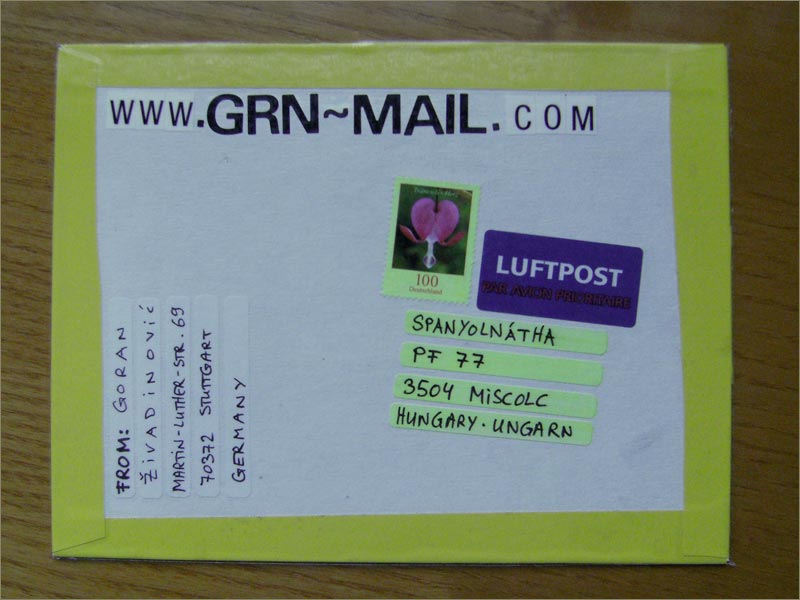 WWW.GRN~MAIL.COM
100
Deutschland
LUFTPOST
PAR AVION PRIORITAIRE
SPANYOLNÁTHA
PF 77
3504 MISCOLC
HUNGARY · UNGARN
FROM: GORAN
ŽIVADINOVIĆ
MARTIN-LUTHER-STR. 69
70372 STUTTGART
GERMANY